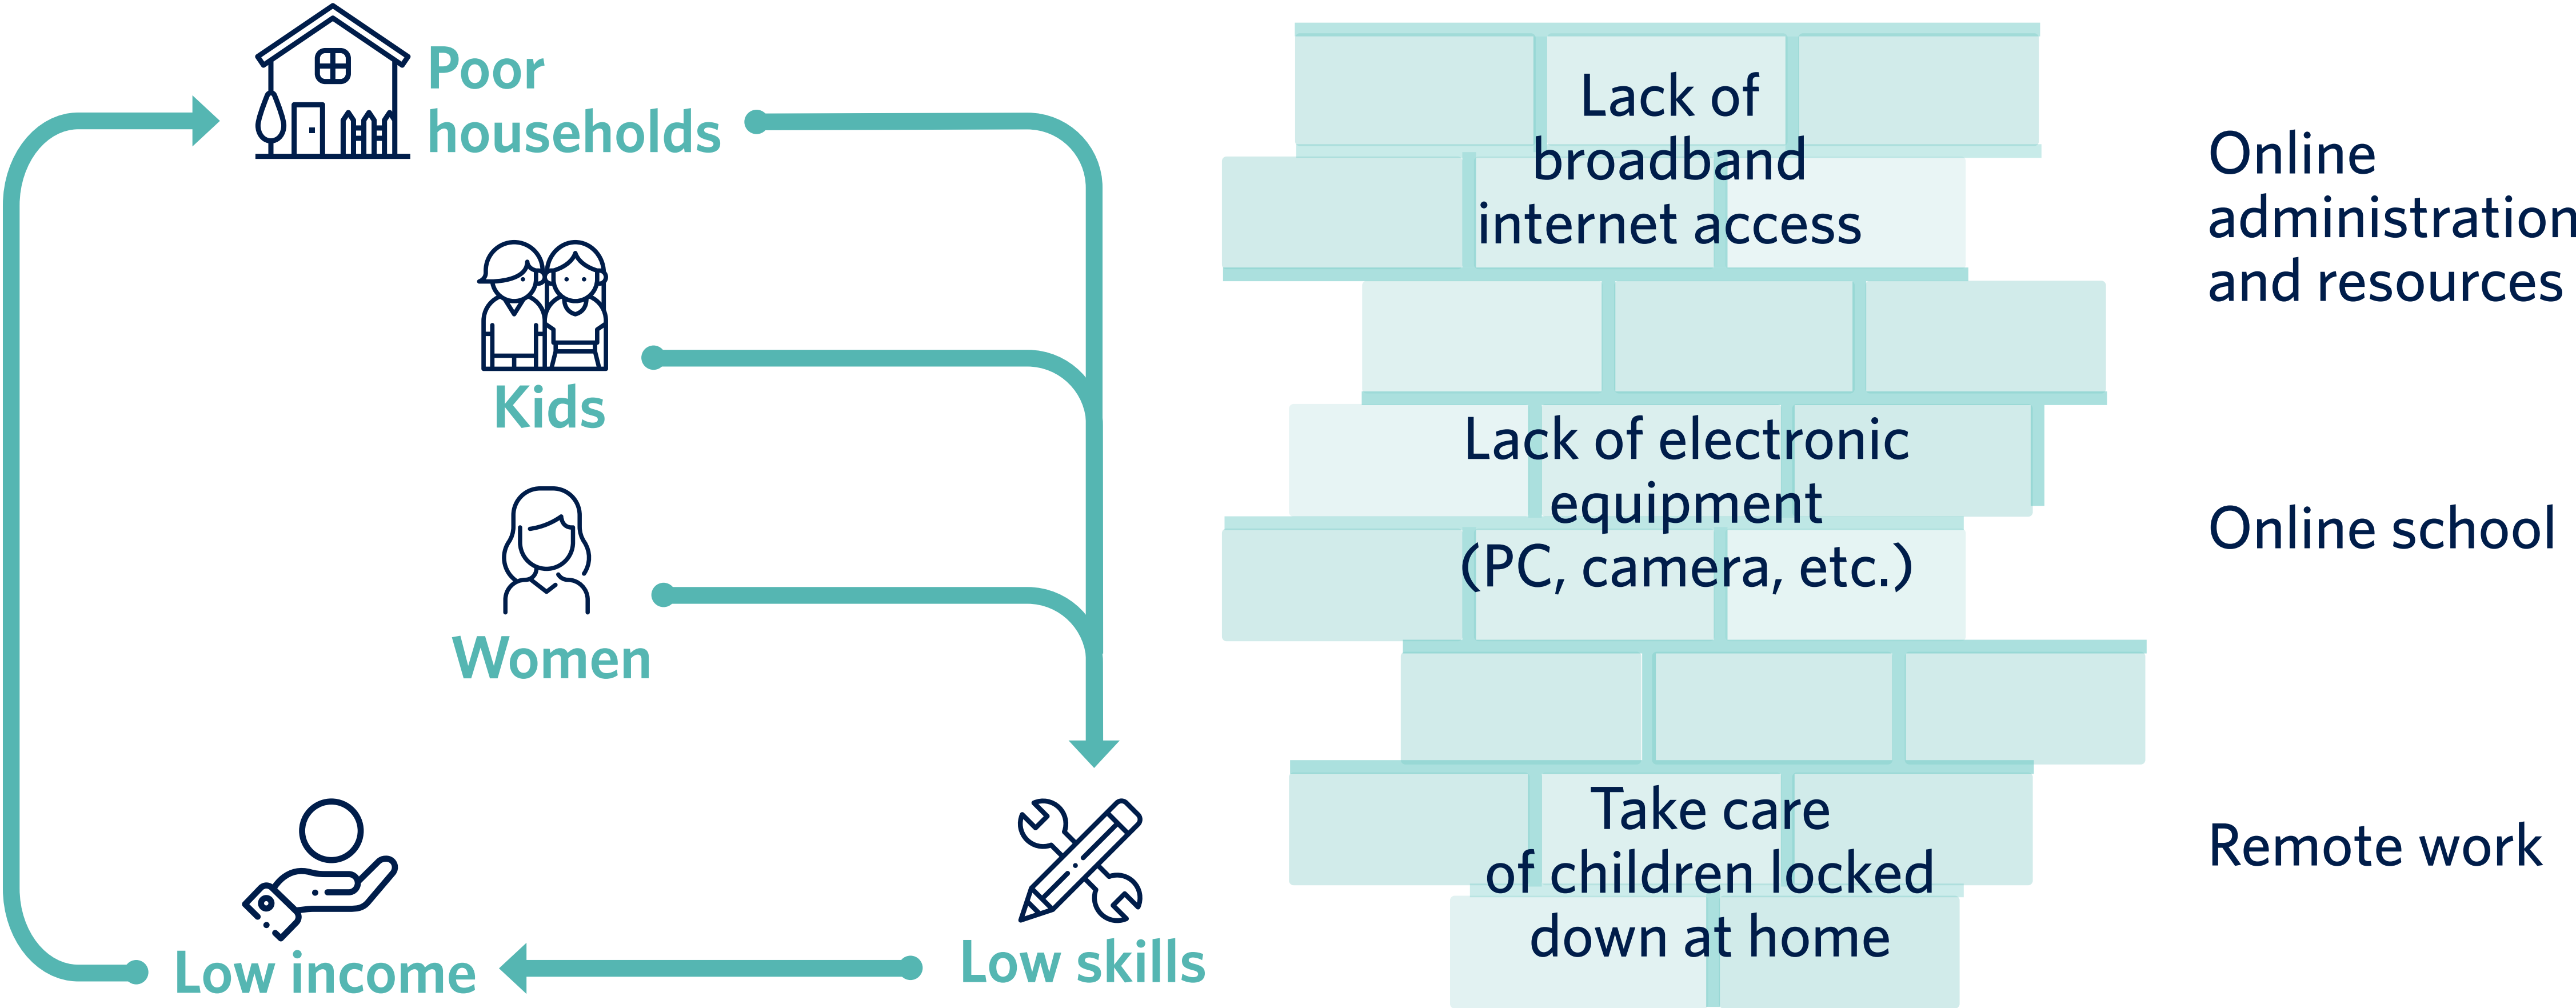 Poor
households
Kids
Women
Low income
Low skills
Lack of
broadband
internet access
Lack of electronic
equipment
(PC, camera, etc.)
Take care
of children locked
down at home
Online
administration
and resources
Online school
Remote work